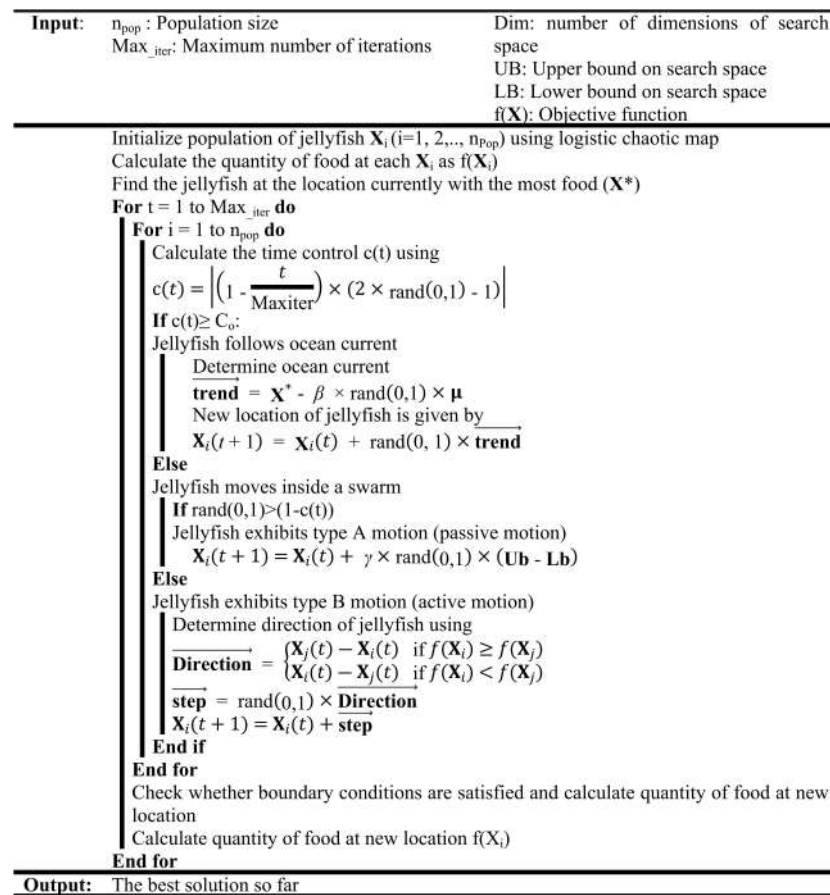 Input: n_pop : Population size Dim: number of dimensions of search
Max_iter: Maximum number of iterations space
UB: Upper bound on search space
LB: Lower bound on search space
f(X): Objective function
Initialize population of jellyfish X_i (i=1, 2,.., n_Pop) using logistic chaotic map
Calculate the quantity of food at each X_i as f(X_i)
Find the jellyfish at the location currently with the most food (X*)
For t = 1 to Max_iter do
For i = 1 to n_pop do
Calculate the time control c(t) using
c(t) = |(1 - t/Maxiter) × (2 × rand(0,1) - 1)|
If c(t)≥ C_o:
Jellyfish follows ocean current
Determine ocean current
trend = X* - β × rand(0,1) × μ
New location of jellyfish is given by
X_i(t + 1) = X_i(t) + rand(0, 1) × trend
Else
Jellyfish moves inside a swarm
If rand(0,1)>(1-c(t))
Jellyfish exhibits type A motion (passive motion)
X_i(t + 1) = X_i(t) + γ × rand(0,1) × (Ub - Lb)
Else
Jellyfish exhibits type B motion (active motion)
Determine direction of jellyfish using
Direction = { X_j(t) − X_i(t) if f(X_i) ≥ f(X_j)
X_i(t) − X_j(t) if f(X_i) < f(X_j)
step = rand(0,1) × Direction
X_i(t + 1) = X_i(t) + step
End if
End for
Check whether boundary conditions are satisfied and calculate quantity of food at new
location
Calculate quantity of food at new location f(X_i)
End for
Output: The best solution so far